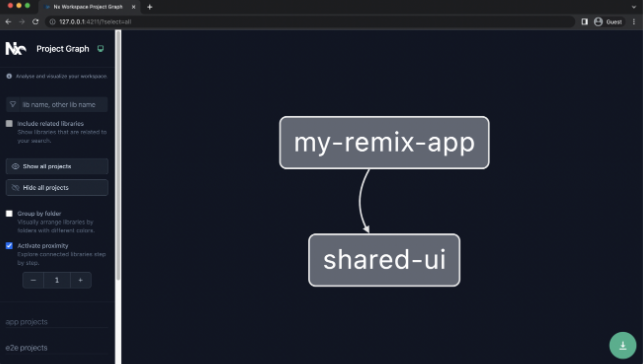 Nx Workspace Project Graph
127.0.0.1:4211/?select=all
Guest
Nx
Project Graph
Analyse and visualize your workspace
lib name, other lib name
Include related libraries
Show libraries that are related to
your search.
Show all projects
Hide all projects
Group by folder
Visually arrange libraries by
folders with different colors.
Activate proximity
Explore connected libraries step
by step.
1
app projects
e2e projects
my-remix-app
shared-ui